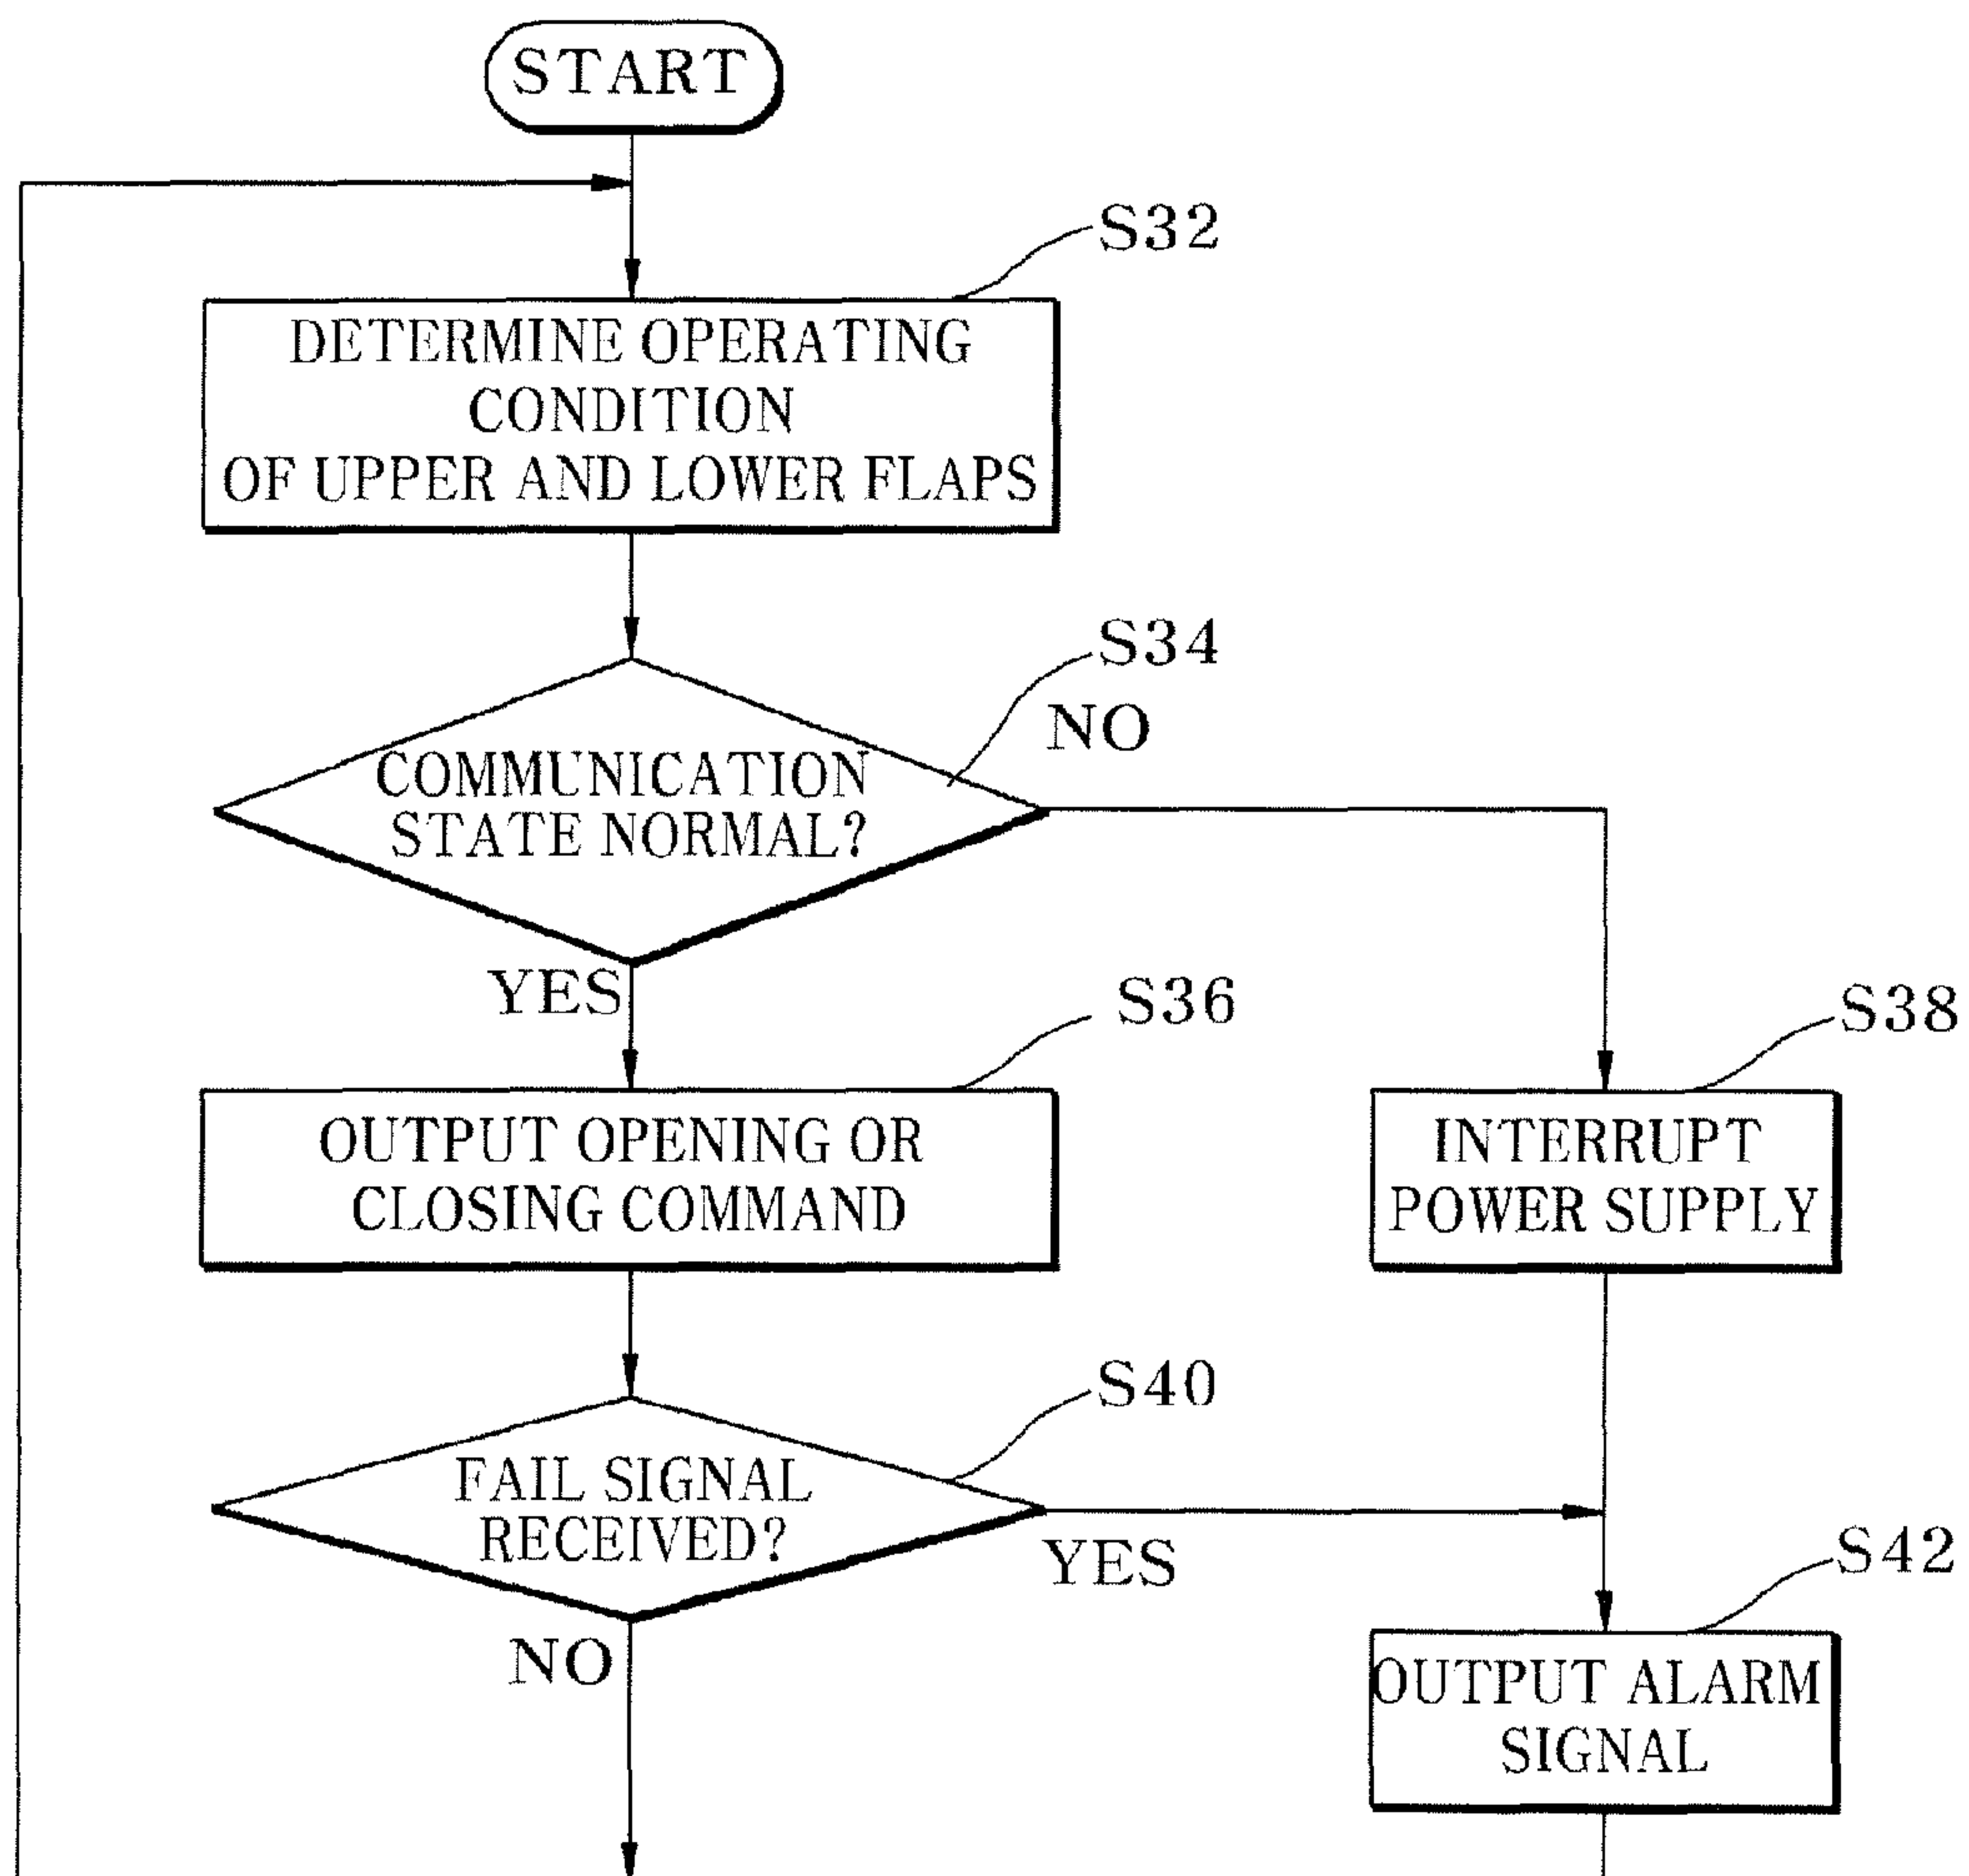 START
S32
DETERMINE OPERATING
CONDITION
OF UPPER AND LOWER FLAPS
S34
NO
COMMUNICATION
STATE NORMAL?
YES
S36
S38
OUTPUT OPENING OR
CLOSING COMMAND
INTERRUPT
POWER SUPPLY
S40
FAIL SIGNAL
RECEIVED?
YES
S42
NO
OUTPUT ALARM
SIGNAL